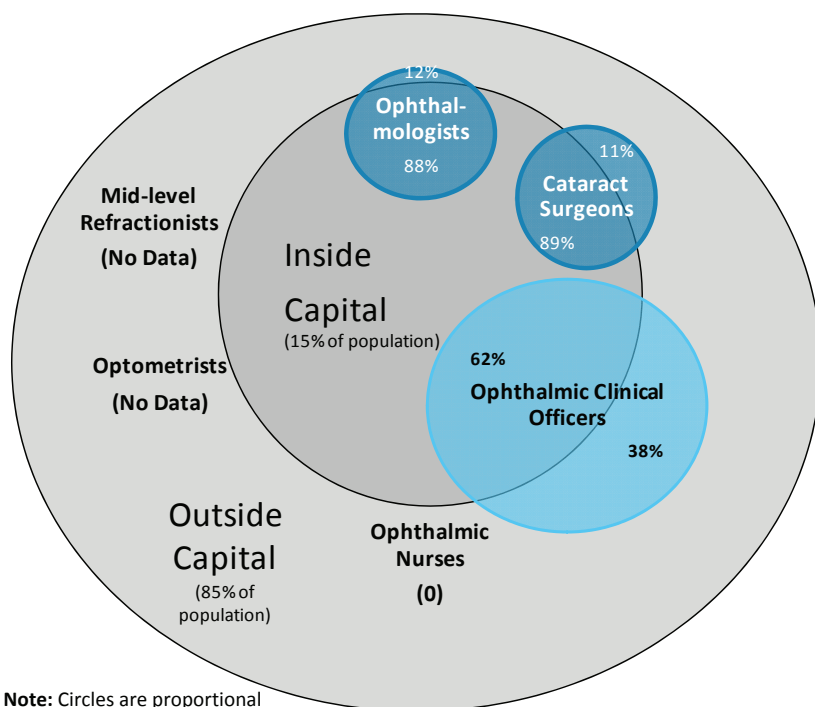 12%
Ophthal-
mologists
88%
11%
Cataract
Surgeons
89%
Mid-level
Refractionists
(No Data)
Inside
Capital
(15% of population)
Optometrists
(No Data)
62%
Ophthalmic Clinical
Officers
38%
Outside
Capital
(85% of
population)
Ophthalmic
Nurses
(0)
Note: Circles are proportional